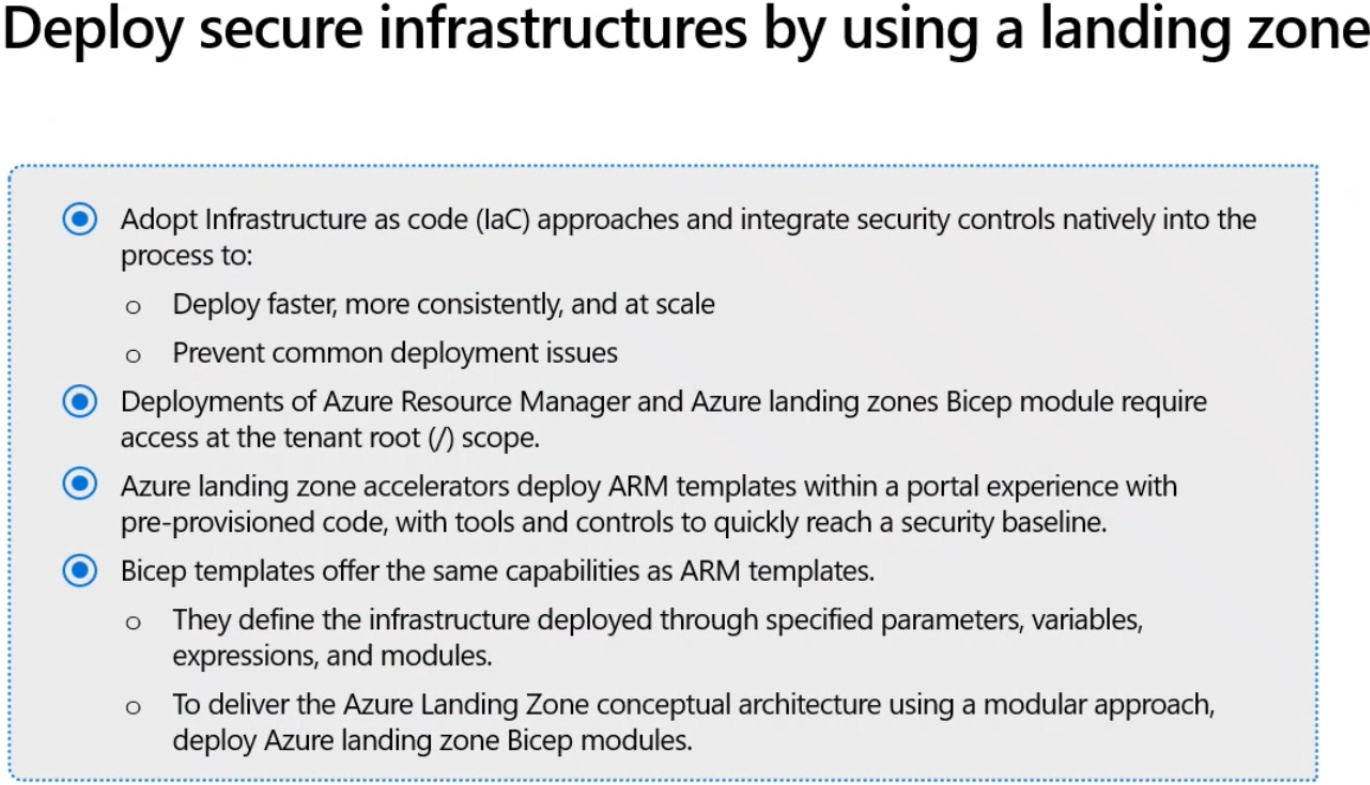 Deploy secure infrastructures by using a landing zone
Adopt Infrastructure as code (IaC) approaches and integrate security controls natively into the
process to:
o Deploy faster, more consistently, and at scale
o Prevent common deployment issues
Deployments of Azure Resource Manager and Azure landing zones Bicep module require
access at the tenant root (/) scope.
Azure landing zone accelerators deploy ARM templates within a portal experience with
pre-provisioned code, with tools and controls to quickly reach a security baseline.
Bicep templates offer the same capabilities as ARM templates.
o They define the infrastructure deployed through specified parameters, variables,
expressions, and modules.
o To deliver the Azure Landing Zone conceptual architecture using a modular approach,
deploy Azure landing zone Bicep modules.